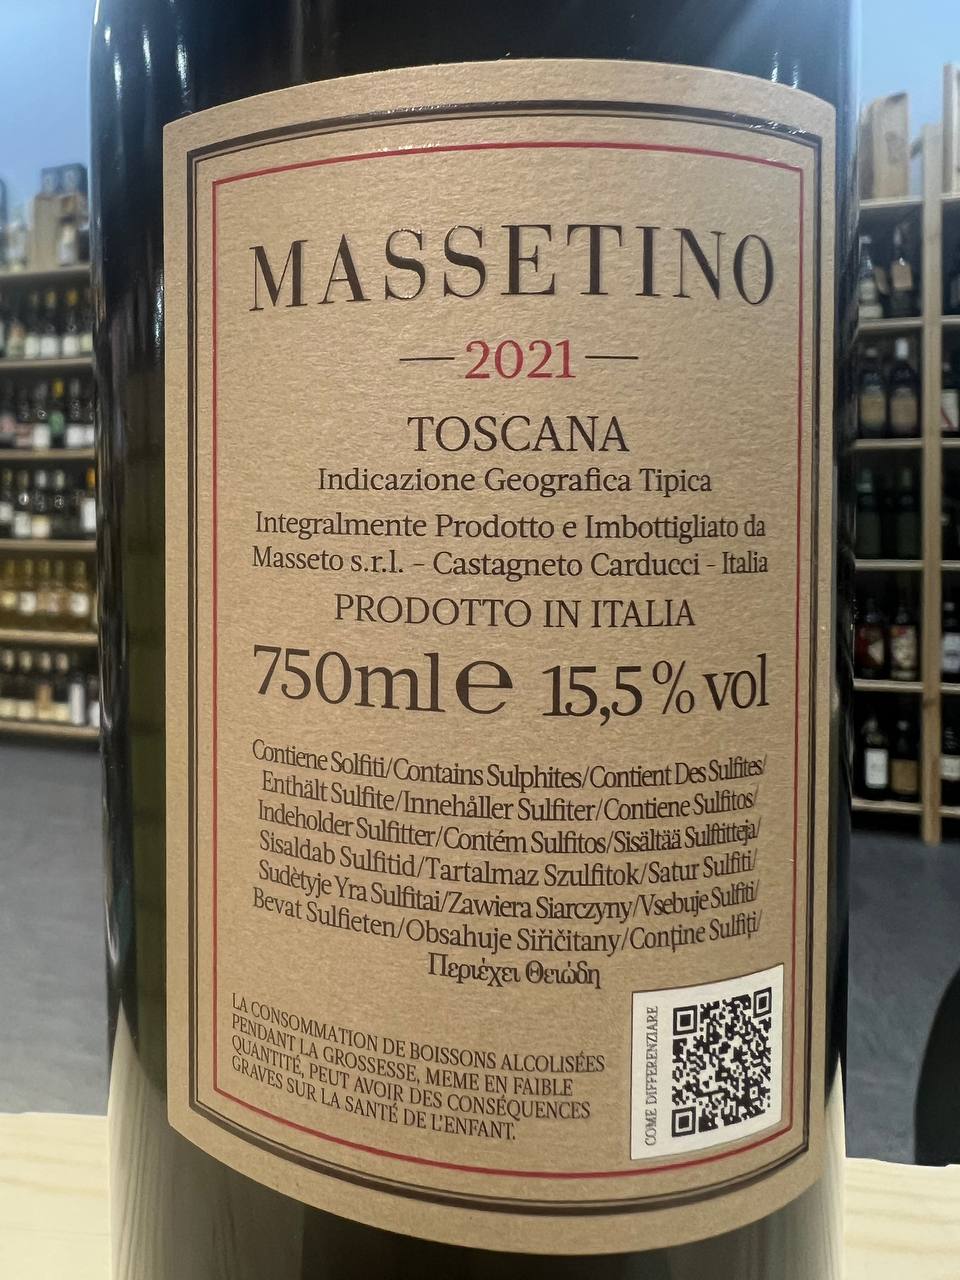 MASSETINO
—2021—
TOSCANA
Indicazione Geografica Tipica
Integralmente Prodotto e Imbottigliato da
Masseto s.r.l. – Castagneto Carducci - Italia
PRODOTTO IN ITALIA
750ml e 15,5% vol
Contiene Solfiti/Contains Sulphites/Contient Des Sulfites/
Enthält Sulfite/Innehåller Sulfiter/Contiene Sulfitos/
Indeholder Sulfitter/Contém Sulfitos/Sisältää Sulfiitteja/
Sisaldab Sulfitid/Tartalmaz Szulfitok/Satur Sulfiti/
Sudėtyje Yra Sulfitai/Zawiera Siarczyny/Vsebuje Sulfiti/
Bevat Sulfieten/Obsahuje Siřičitany/Conţine Sulfiţi/
Περιέχει Θειώδη
LA CONSOMMATION DE BOISSONS ALCOLISÉES
PENDANT LA GROSSESSE, MEME EN FAIBLE
QUANTITÉ, PEUT AVOIR DES CONSÉQUENCES
GRAVES SUR LA SANTÉ DE L'ENFANT.
COME DIFFERENZIARE